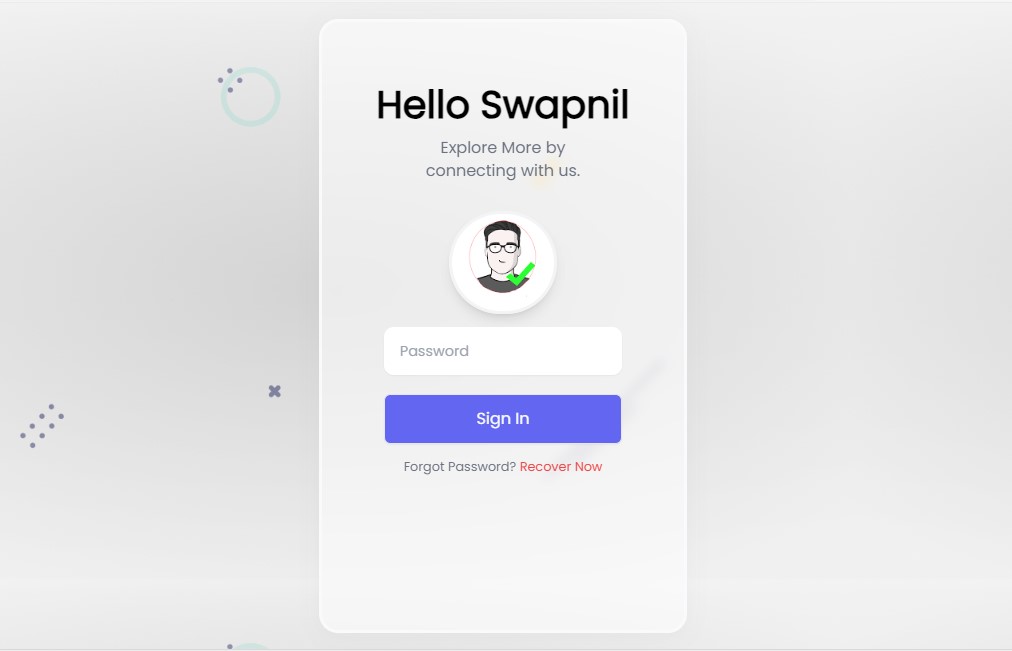 Hello Swapnil
Explore More by
connecting with us.
Password
Sign In
Forgot Password? Recover Now